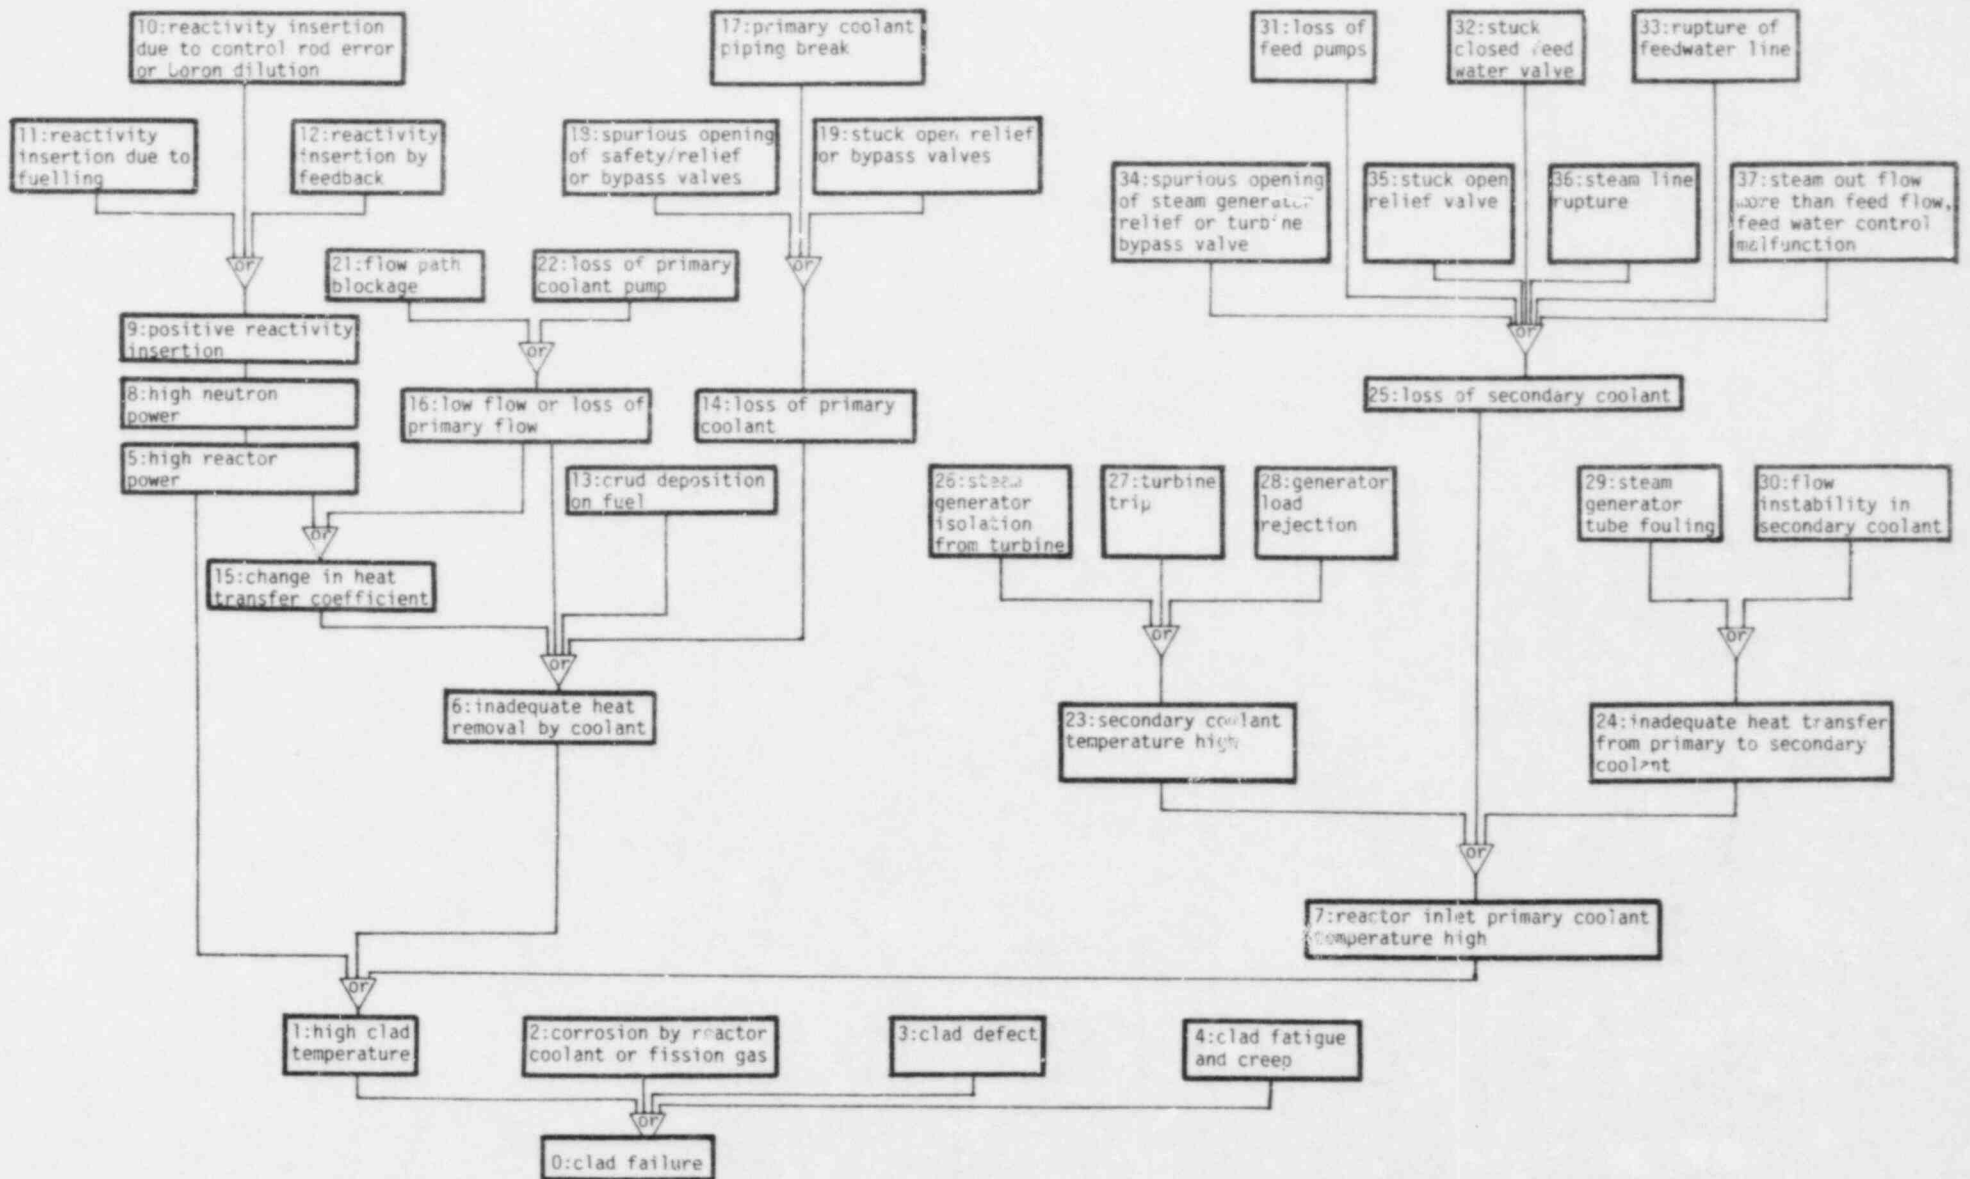 10:reactivity insertion
due to control rod error
or boron dilution
17:primary coolant
piping break
31:loss of
feed pumps
32:stuck
closed feed
water valve
33:rupture of
feedwater line
11:reactivity
insertion due to
fuelling
12:reactivity
insertion by
feedback
18:spurious opening
of safety/relief
or bypass valves
19:stuck open relief
or bypass valves
34:spurious opening
of steam generator
relief or turbine
bypass valve
35:stuck open
relief valve
36:steam line
rupture
37:steam out flow
more than feed flow,
feed water control
malfunction
or
21:flow path
blockage
22:loss of primary
coolant pump
or
9:positive reactivity
insertion
or
or
8:high neutron
power
16:low flow or loss of
primary flow
14:loss of primary
coolant
25:loss of secondary coolant
5:high reactor
power
13:crud deposition
on fuel
26:steam
generator
isolation
from turbine
27:turbine
trip
28:generator
load
rejection
29:steam
generator
tube fouling
30:flow
instability in
secondary coolant
or
15:change in heat
transfer coefficient
or
or
or
6:inadequate heat
removal by coolant
23:secondary coolant
temperature high
24:inadequate heat transfer
from primary to secondary
coolant
or
7:reactor inlet primary coolant
temperature high
or
1:high clad
temperature
2:corrosion by reactor
coolant or fission gas
3:clad defect
4:clad fatigue
and creep
or
0:clad failure